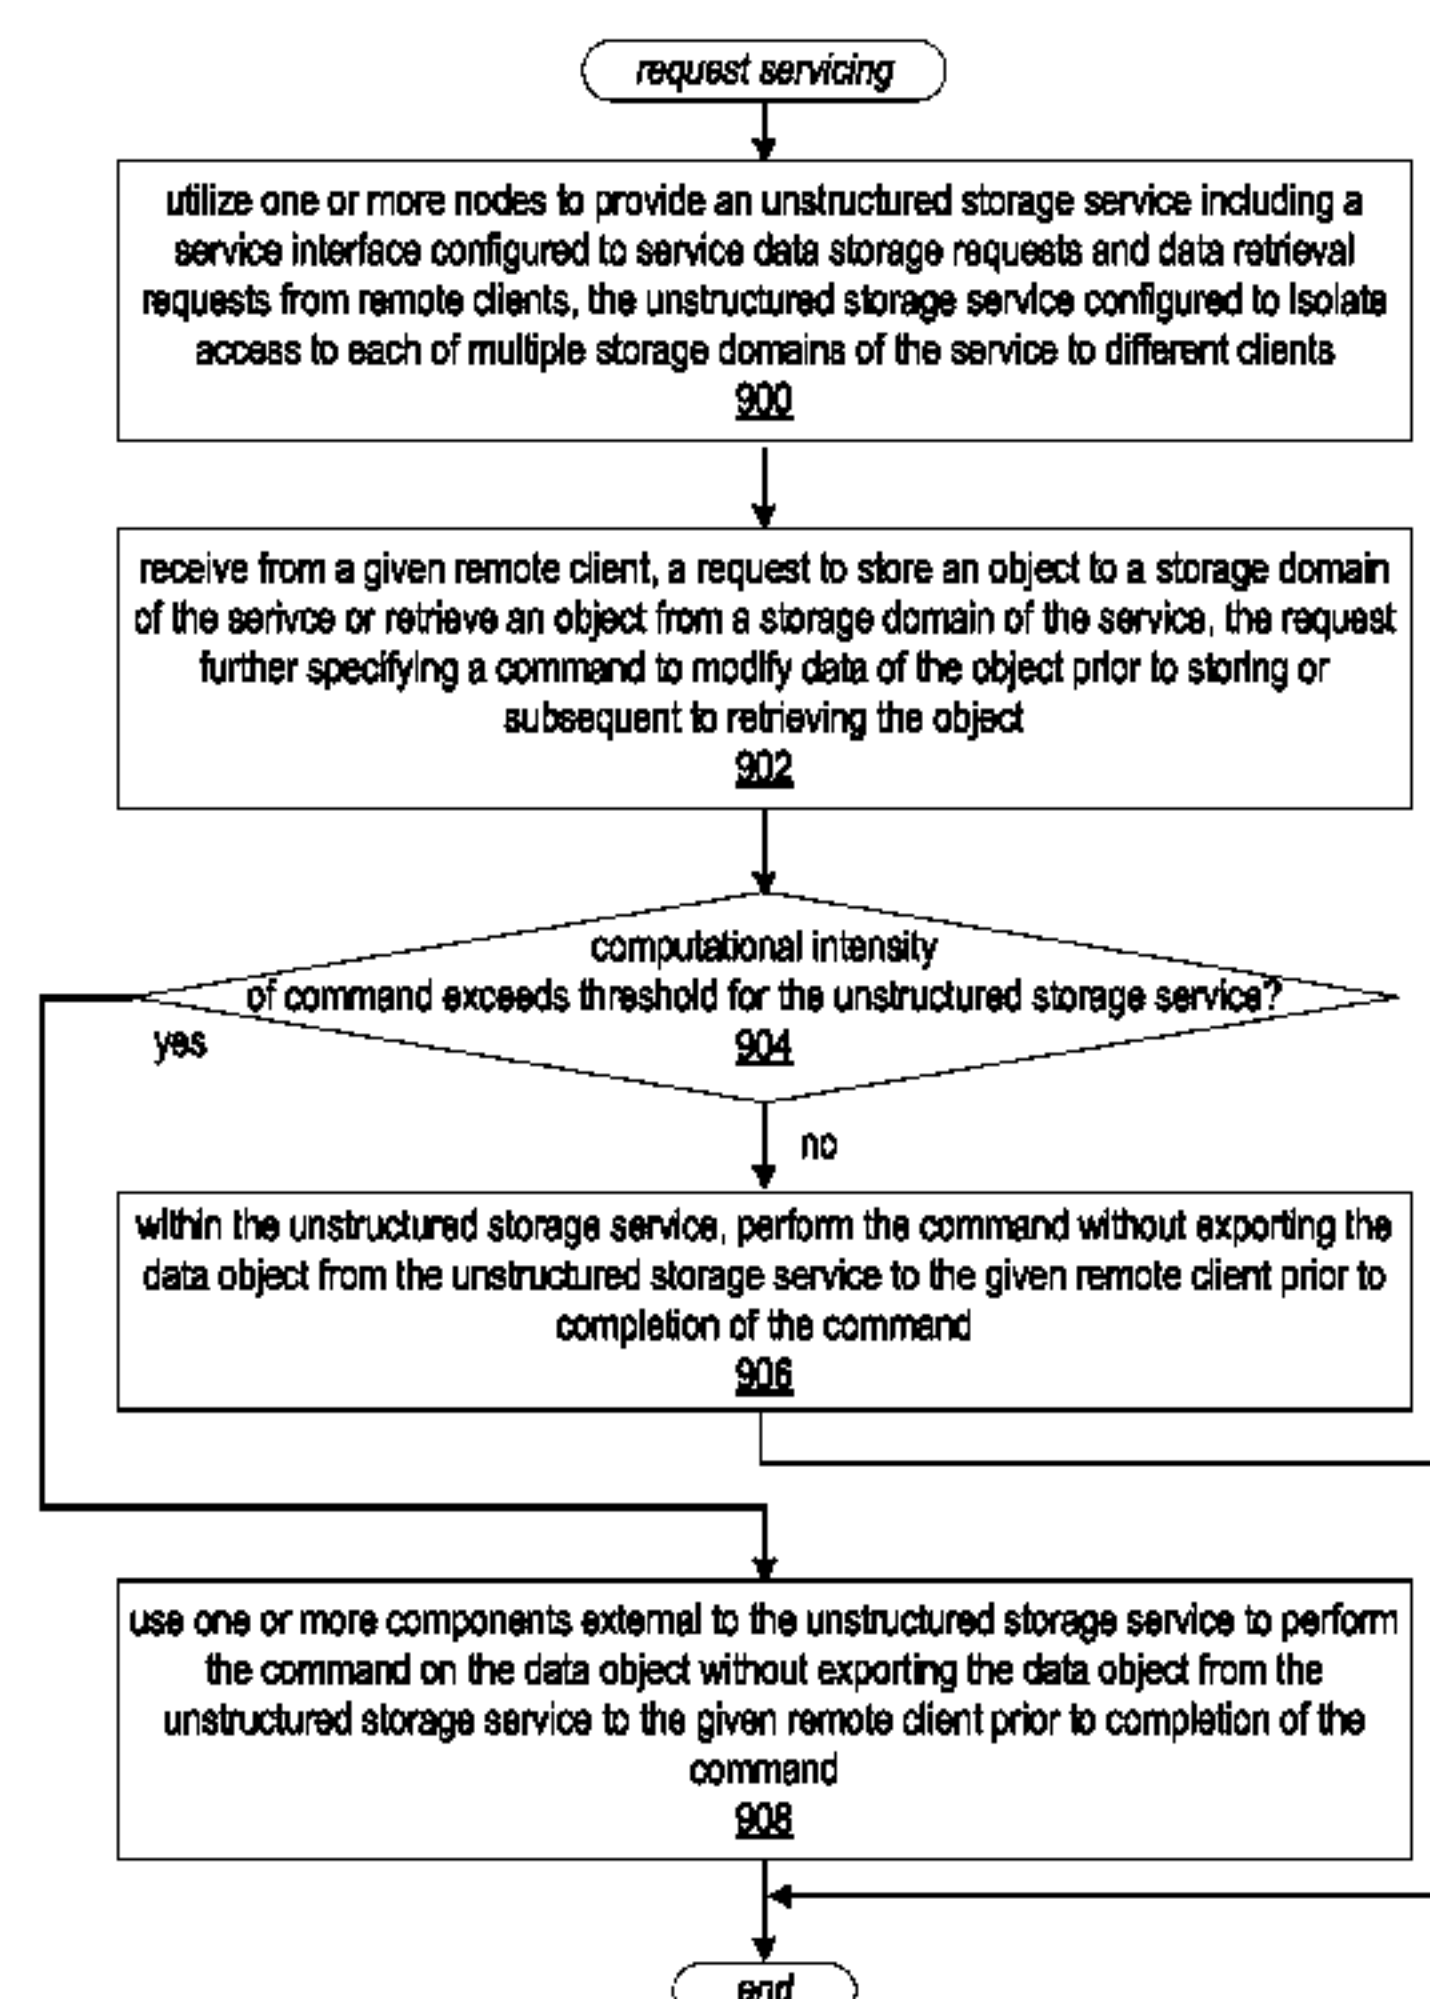 request servicing
utilize one or more nodes to provide an unstructured storage service including a
service interface configured to service data storage requests and data retrieval
requests from remote clients, the unstructured storage service configured to isolate
access to each of multiple storage domains of the service to different clients
900
receive from a given remote client, a request to store an object to a storage domain
of the serivce or retrieve an object from a storage domain of the service, the request
further specifying a command to modify data of the object prior to storing or
subsequent to retrieving the object
902
computational intensity
of command exceeds threshold for the unstructured storage service?
904
yes
no
within the unstructured storage service, perform the command without exporting the
data object from the unstructured storage service to the given remote client prior to
completion of the command
906
use one or more components external to the unstructured storage service to perform
the command on the data object without exporting the data object from the
unstructured storage service to the given remote client prior to completion of the
command
908
end